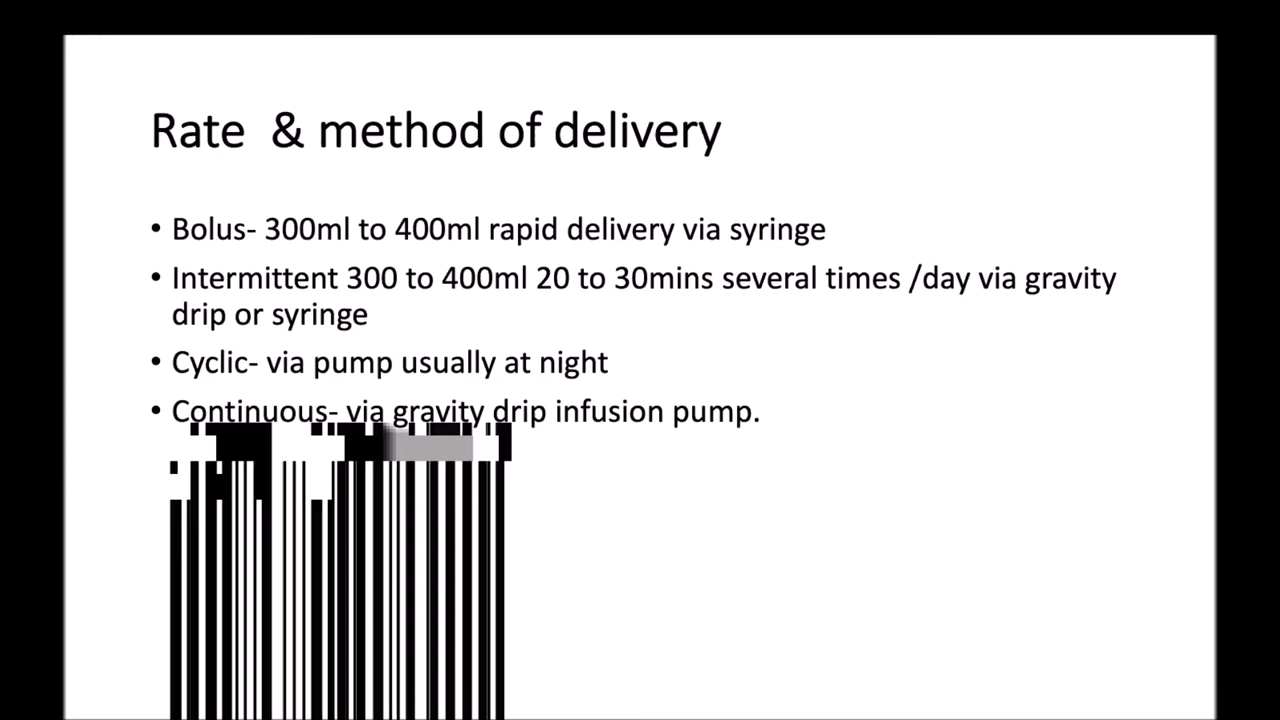 Rate & method of delivery
• Bolus- 300ml to 400ml rapid delivery via syringe
• Intermittent 300 to 400ml 20 to 30mins several times /day via gravity
drip or syringe
• Cyclic- via pump usually at night
• Continuous- via gravity drip infusion pump.